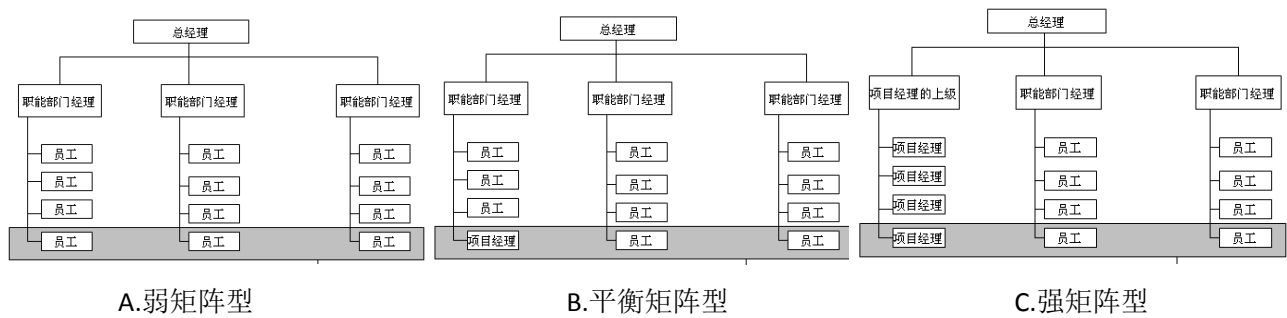 总经理
职能部门经理 职能部门经理 职能部门经理
员工 员工 员工
员工 员工 员工
员工 员工 员工
员工 员工 员工
A.弱矩阵型
总经理
职能部门经理 职能部门经理 职能部门经理
员工 员工 员工
员工 员工 员工
员工 员工 员工
项目经理 员工 员工
B.平衡矩阵型
总经理
项目经理的上级 职能部门经理 职能部门经理
项目经理 员工 员工
项目经理 员工 员工
项目经理 员工 员工
项目经理 员工 员工
C.强矩阵型